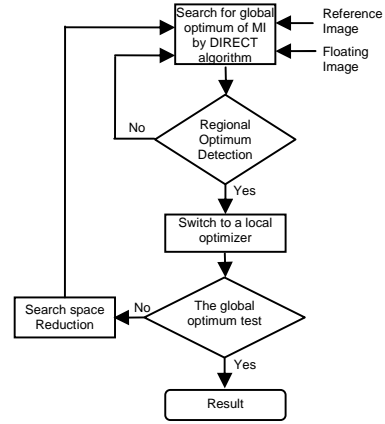 Search for global
optimum of MI
by DIRECT
algorithm
Reference
Image
Floating
Image
No
Regional
Optimum
Detection
Yes
Switch to a local
optimizer
Search space
Reduction
No
The global
optimum test
Yes
Result